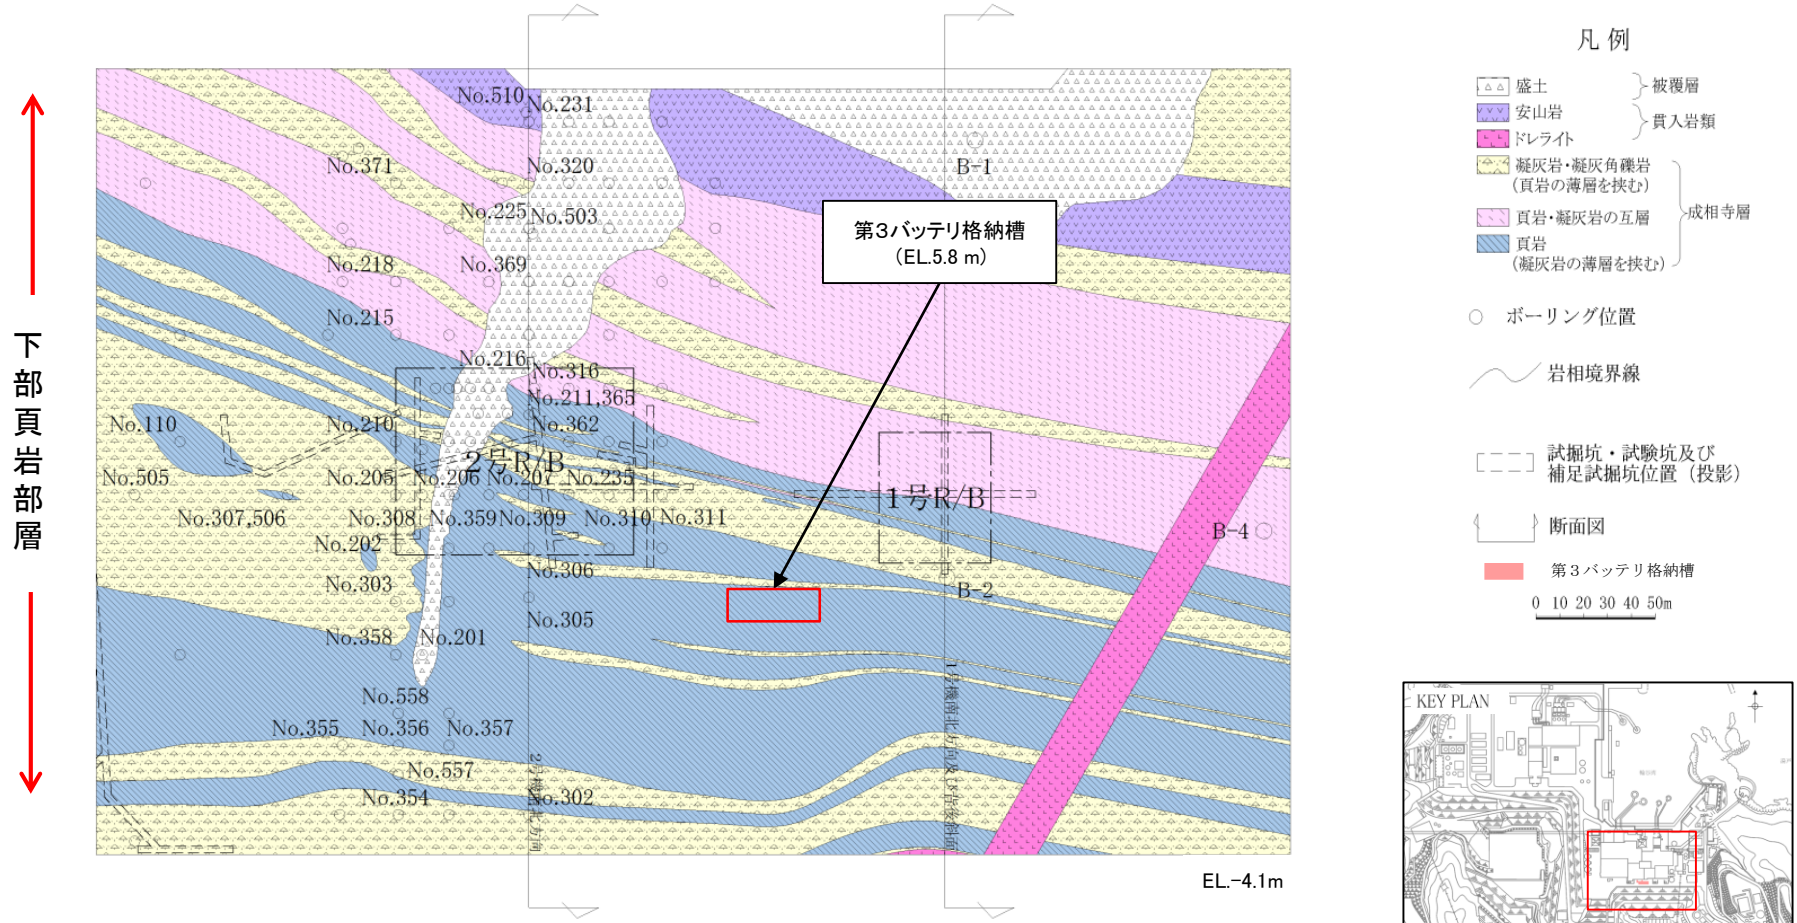 下部頁岩部層
No.510
No.231
No.371
No.320
B-1
No.225
No.503
第3バッテリ格納槽
(EL.5.8 m)
No.218
No.369
No.215
No.216
No.316
No.211,365
No.110
No.210
No.362
2号R/B
No.505
No.205
No.206
No.207
No.235
1号R/B
No.307,506
No.308
No.359
No.309
No.310
No.311
B-4
No.202
No.303
No.306
B-2
No.305
No.358
No.201
No.558
No.355
No.356
No.357
No.557
No.354
No.302
EL.-4.1m
凡例
盛土
被覆層
安山岩
貫入岩類
ドレライト
凝灰岩・凝灰角礫岩
(頁岩の薄層を挟む)
頁岩・凝灰岩の互層
成相寺層
頁岩
(凝灰岩の薄層を挟む)
ボーリング位置
岩相境界線
試掘坑・試験坑及び
補足試掘坑位置（投影）
断面図
第3バッテリ格納槽
0 10 20 30 40 50m
KEY PLAN